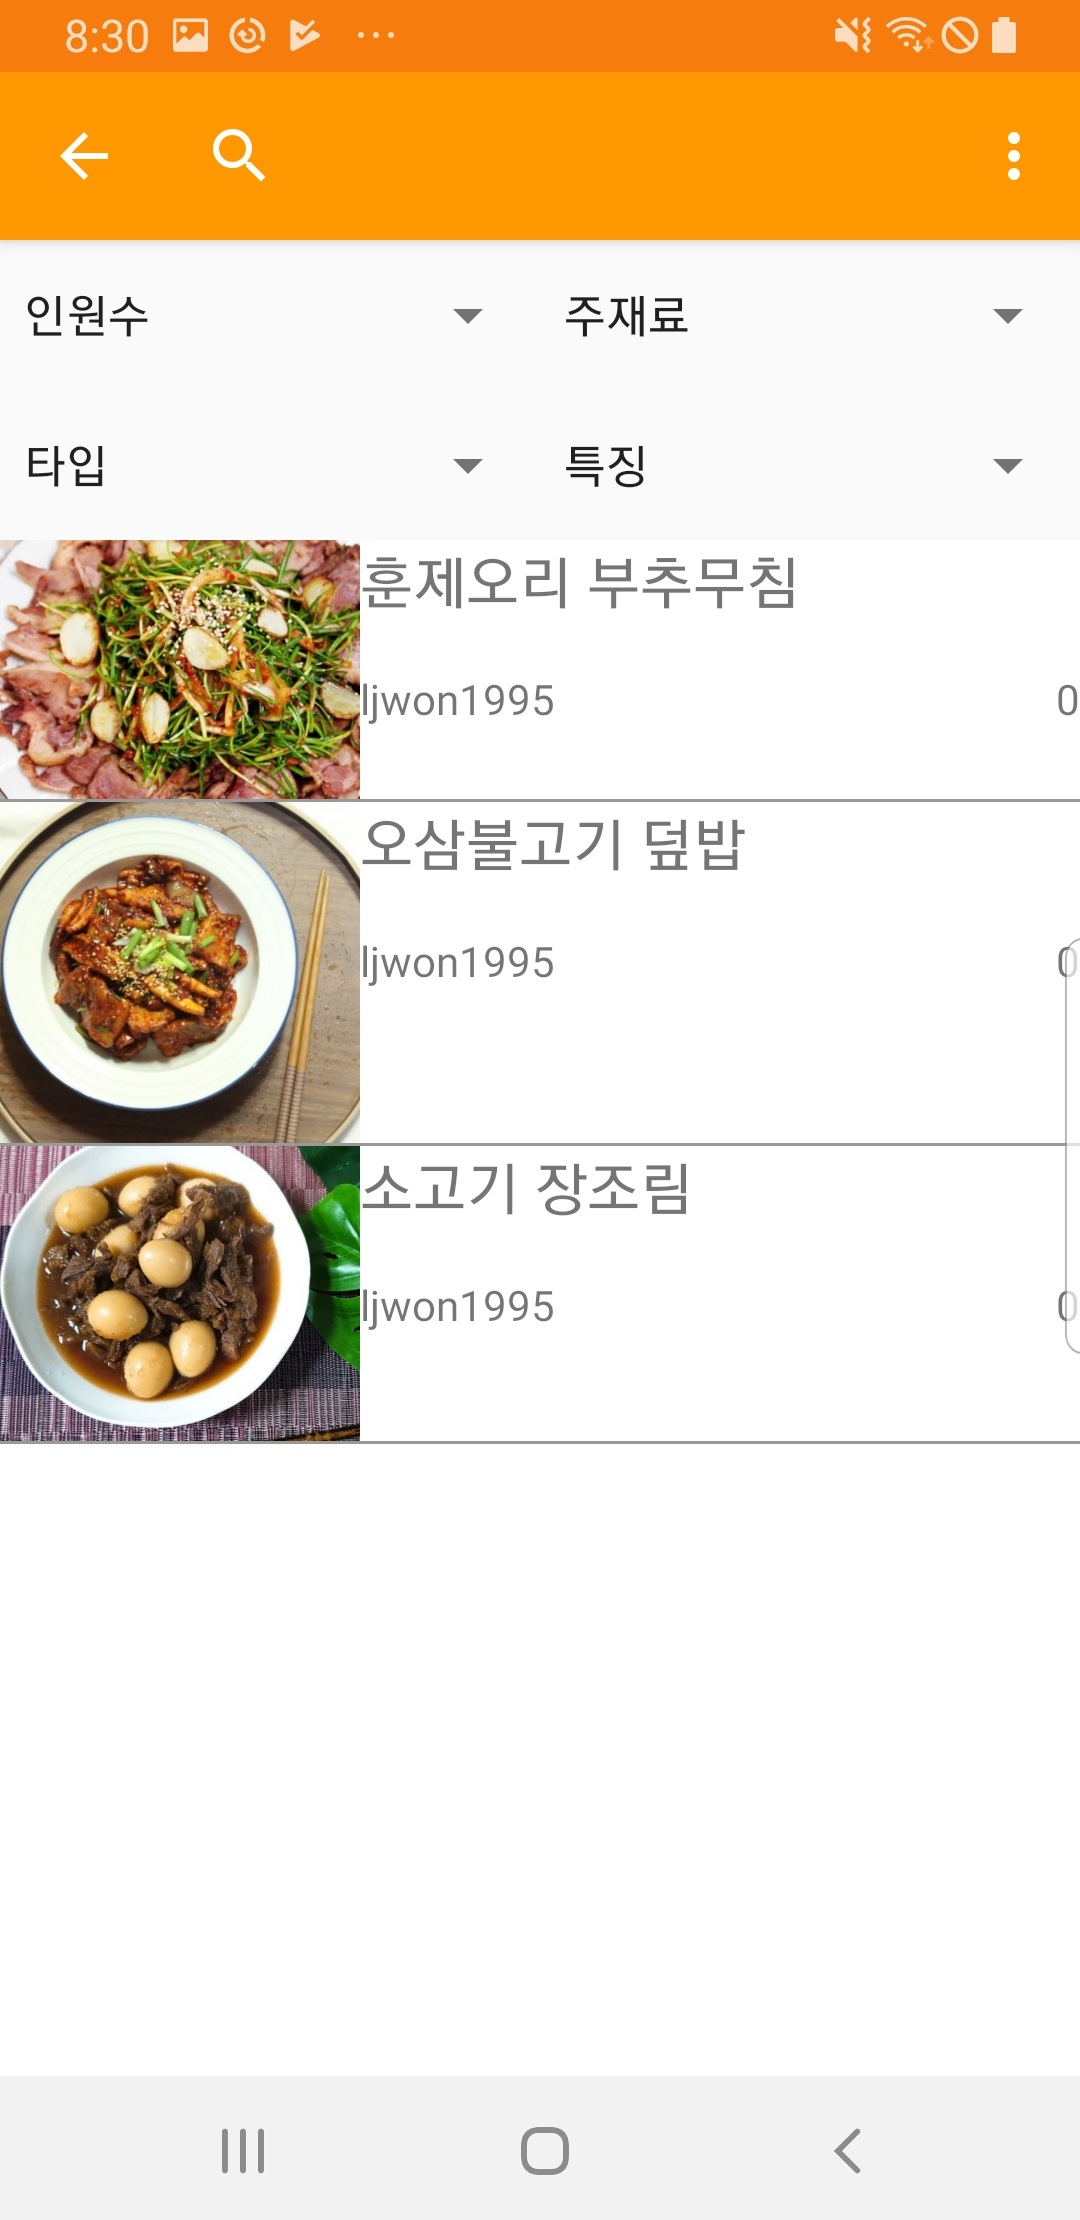 8:30
인원수 주재료
타입 특징
훈제오리 부추무침
ljwon1995 0
오삼불고기 덮밥
ljwon1995 0
소고기 장조림
ljwon1995 0